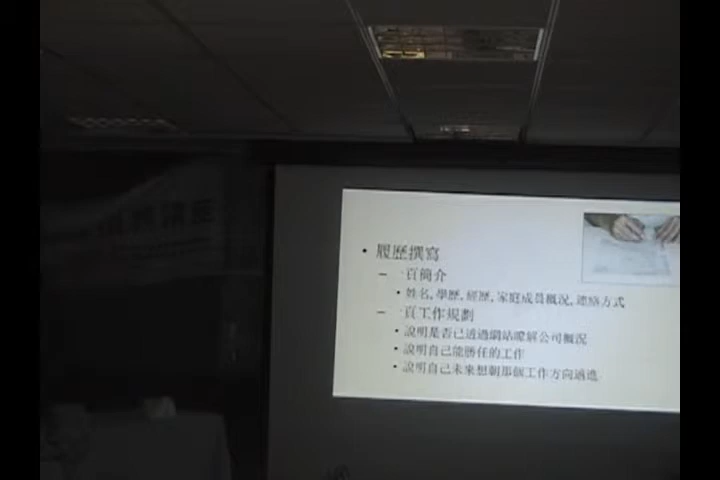 • 履歷撰寫
– 一頁簡介
• 姓名, 學歷, 經歷, 家庭成員概況, 連絡方式
– 一頁工作規劃
• 說明是否已透過網站瞭解公司概況
• 說明自己能勝任的工作
• 說明自己未來想朝那個工作方向邁進